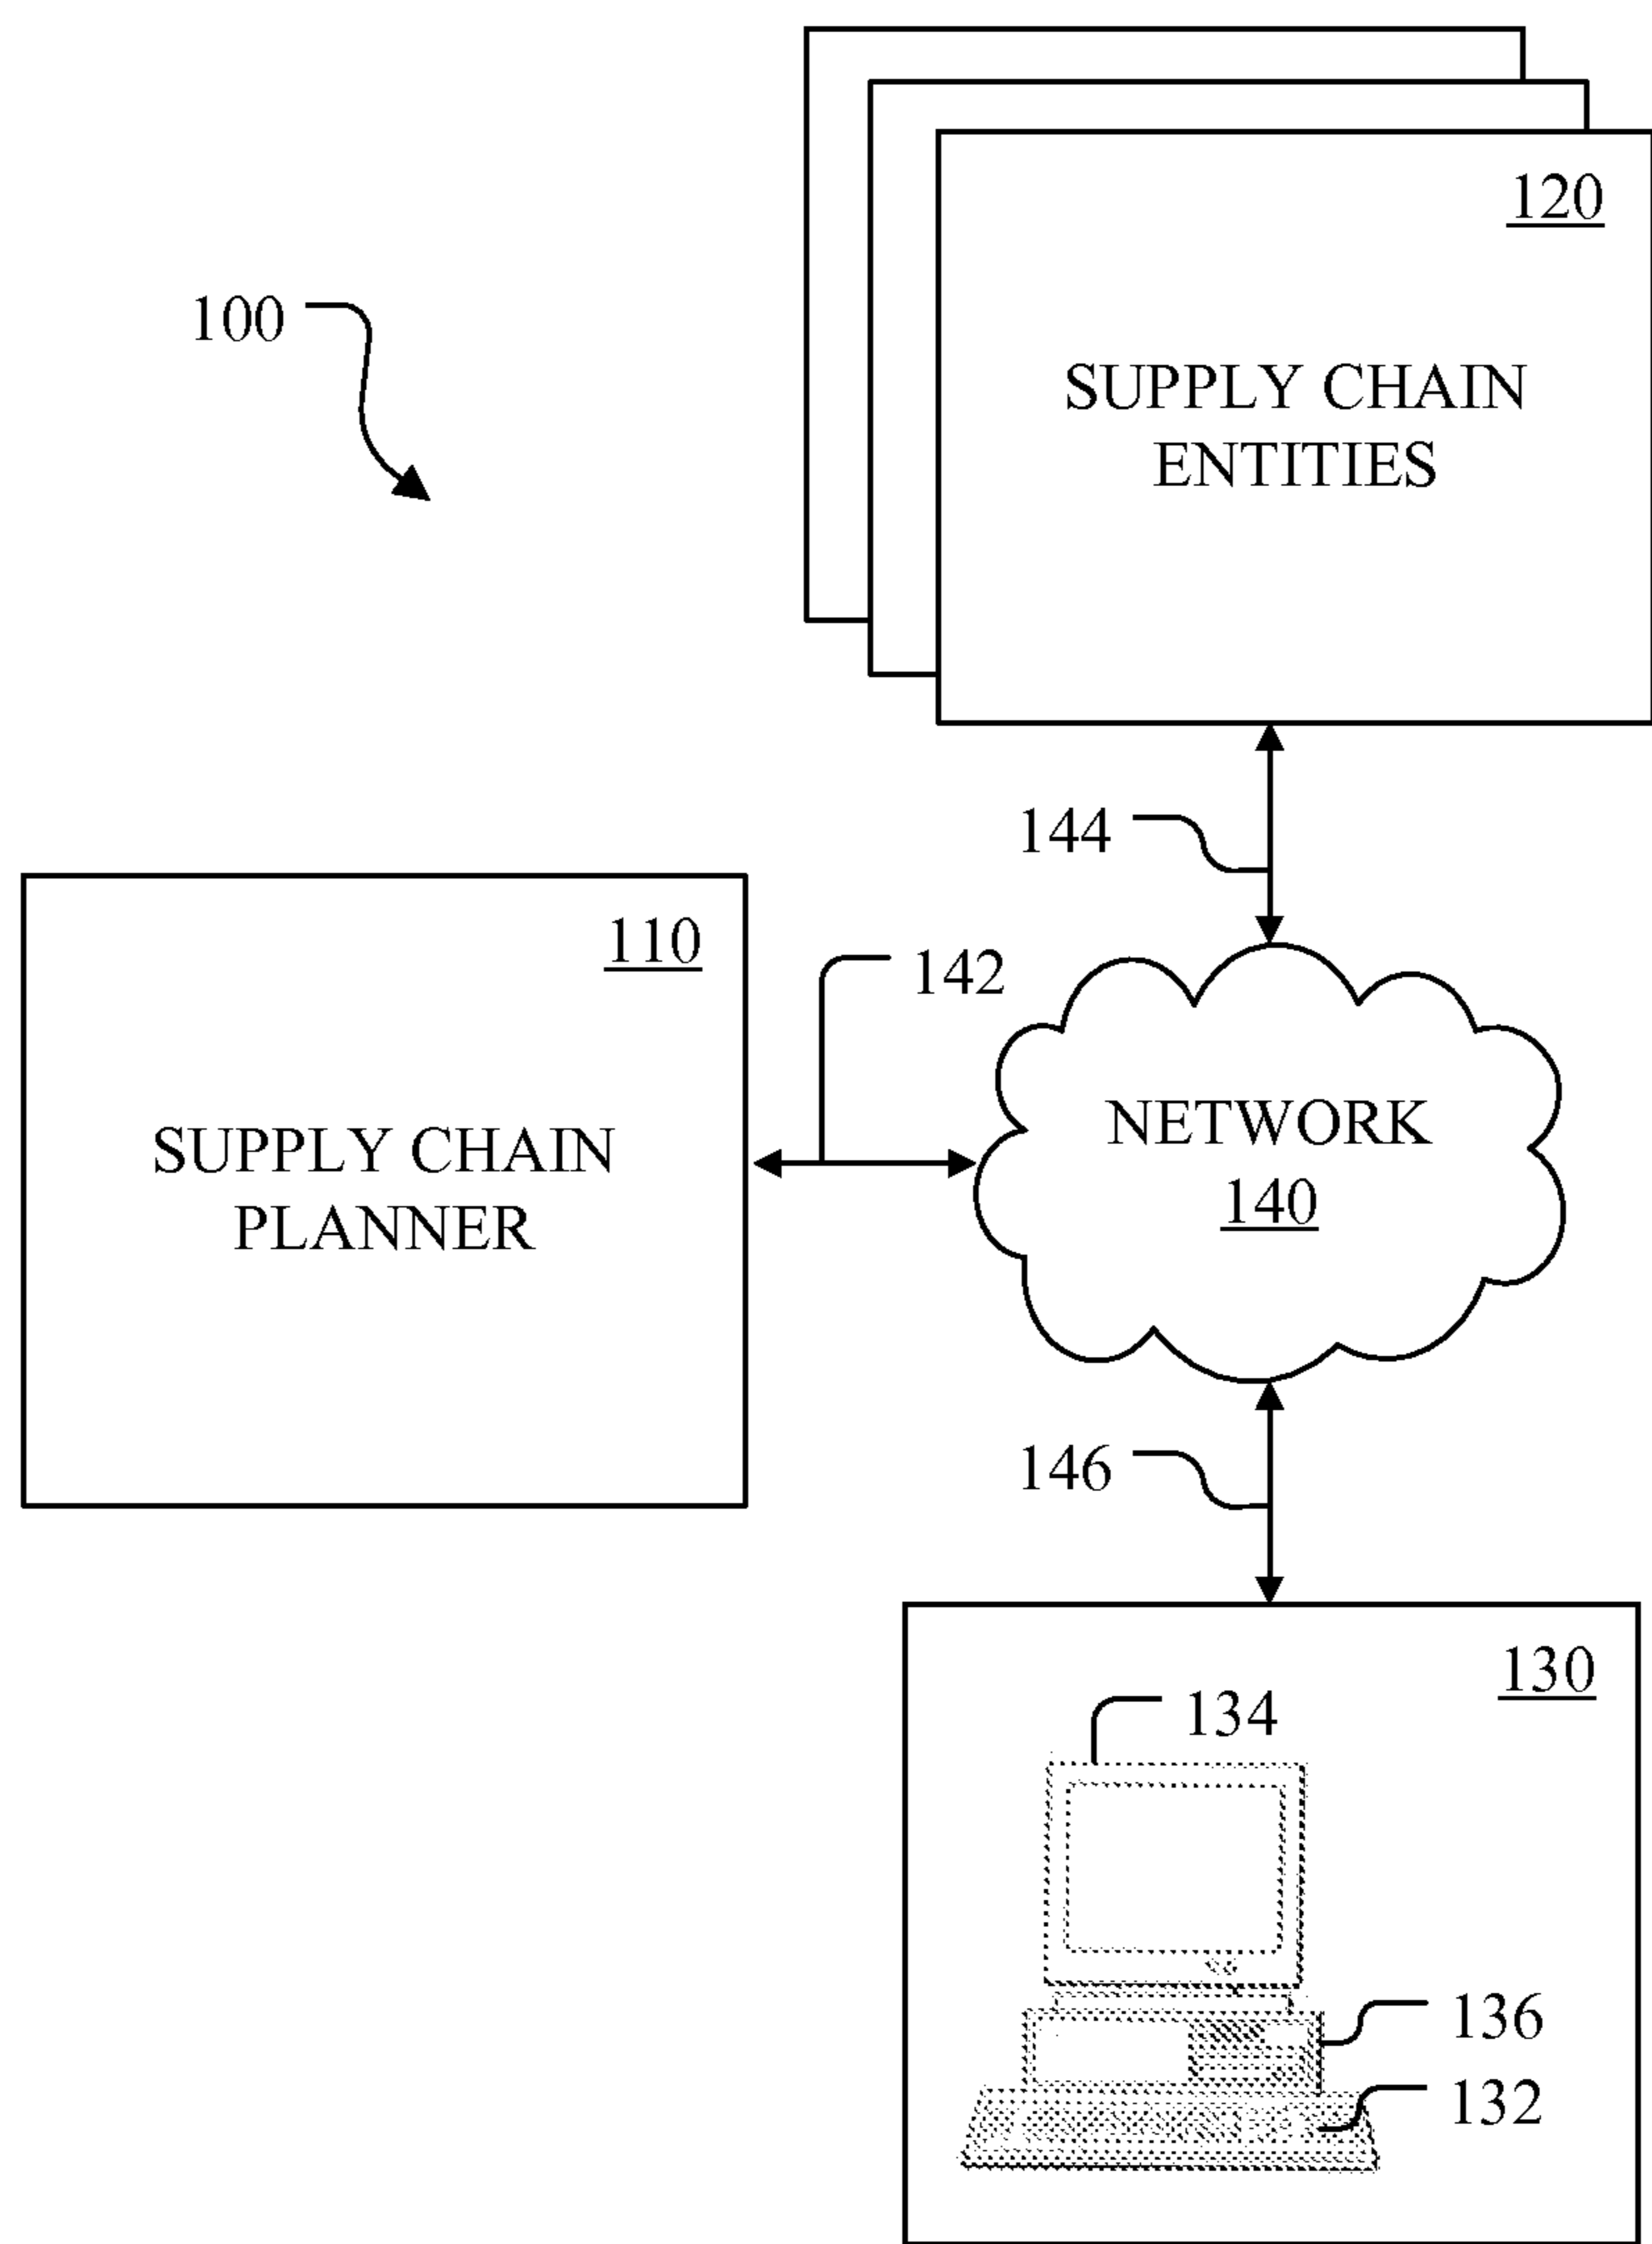 120
100
SUPPLY CHAIN
ENTITIES
144
110
142
SUPPLY CHAIN
PLANNER
NETWORK
140
146
130
134
136
132